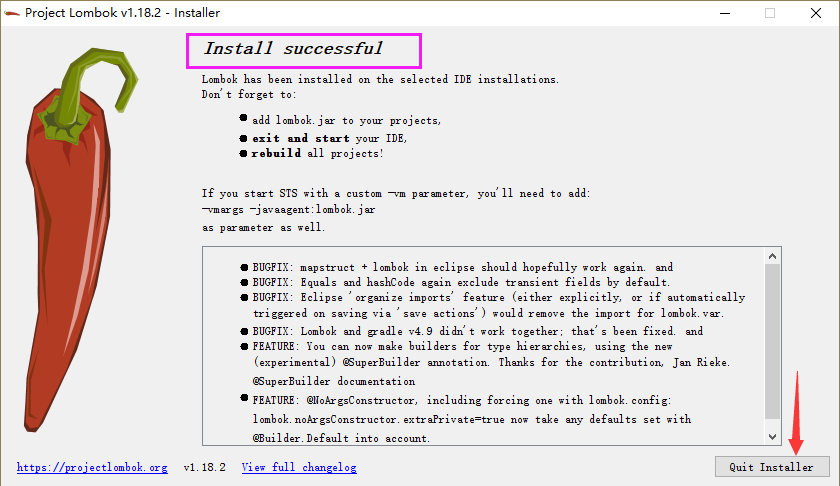 Project Lombok v1.18.2 - Installer
Install successful
Lombok has been installed on the selected IDE installations.
Don't forget to:
add lombok.jar to your projects,
exit and start your IDE,
rebuild all projects!
If you start STS with a custom -vm parameter, you'll need to add:
-vmargs -javaagent:lombok.jar
as parameter as well.
BUGFIX: mapstruct + lombok in eclipse should hopefully work again. and
BUGFIX: Equals and hashCode again exclude transient fields by default.
BUGFIX: Eclipse 'organize imports' feature (either explicitly, or if automatically
triggered on saving via 'save actions') would remove the import for lombok.var.
BUGFIX: Lombok and gradle v4.9 didn't work together; that's been fixed. and
FEATURE: You can now make builders for type hierarchies, using the new
(experimental) @SuperBuilder annotation. Thanks for the contribution, Jan Rieke.
@SuperBuilder documentation
FEATURE: @NoArgsConstructor, including forcing one with lombok.config:
lombok.noArgsConstructor.extraPrivate=true now take any defaults set with
@Builder.Default into account.
https://projectlombok.org v1.18.2 View full changelog Quit Installer